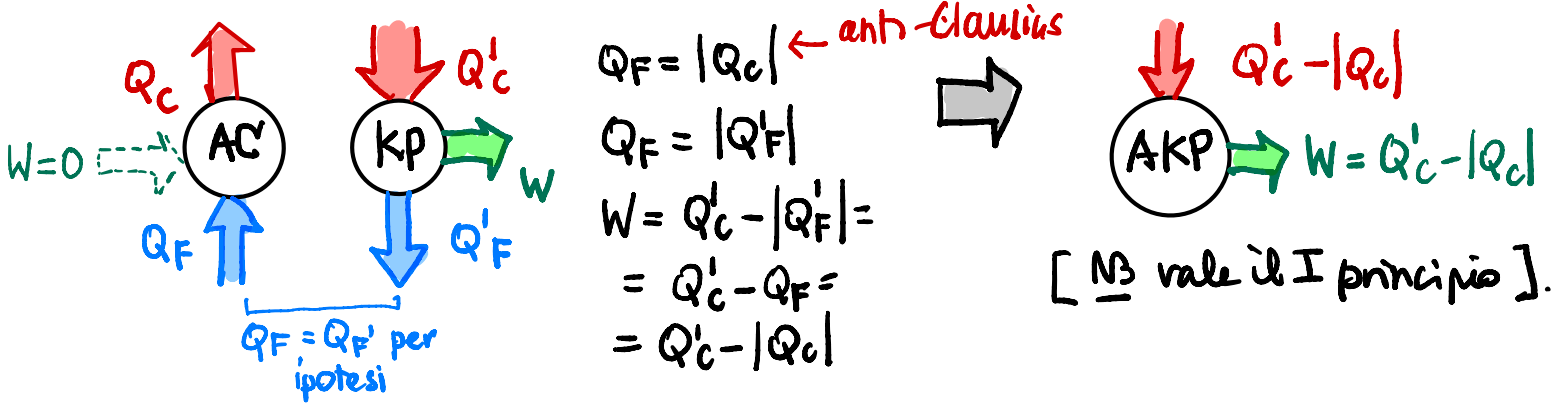 Q_C
AC
W=0
Q_F
Q'_C
KP
W
Q'_F
Q_F = Q_F' per
ipotesi
Q_F = |Q_C| ← anti-Clausius
Q_F = |Q'_F|
W = Q'_C - |Q'_F| =
= Q'_C - Q_F =
= Q'_C - |Q_C|
Q'_C - |Q_C|
AKP
W = Q'_C - |Q_C|
[ NB vale il I principio ].